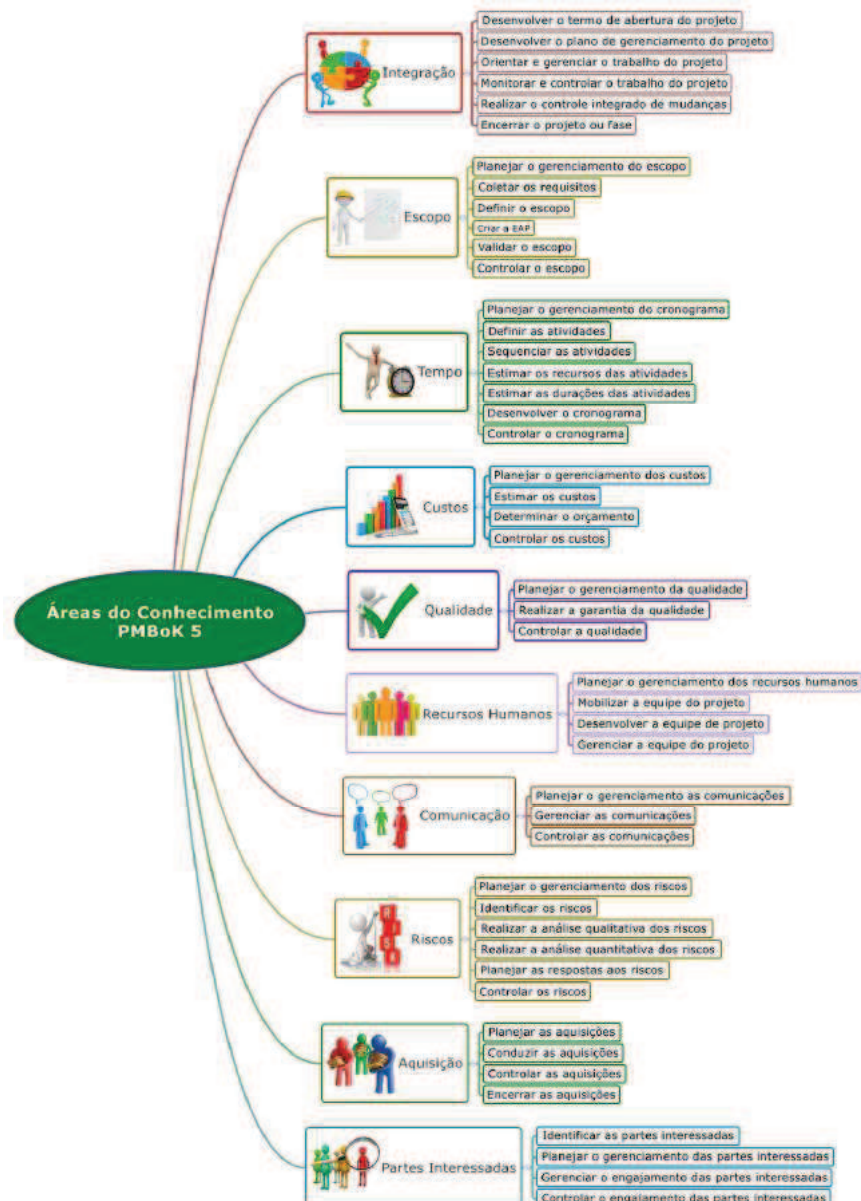 Áreas do Conhecimento
PMBoK 5
Integração
Desenvolver o termo de abertura do projeto
Desenvolver o plano de gerenciamento do projeto
Orientar e gerenciar o trabalho do projeto
Monitorar e controlar o trabalho do projeto
Realizar o controle integrado de mudanças
Encerrar o projeto ou fase
Escopo
Planejar o gerenciamento do escopo
Coletar os requisitos
Definir o escopo
Criar a EAP
Validar o escopo
Controlar o escopo
Tempo
Planejar o gerenciamento do cronograma
Definir as atividades
Sequenciar as atividades
Estimar os recursos das atividades
Estimar as durações das atividades
Desenvolver o cronograma
Controlar o cronograma
Custos
Planejar o gerenciamento dos custos
Estimar os custos
Determinar o orçamento
Controlar os custos
Qualidade
Planejar o gerenciamento da qualidade
Realizar a garantia da qualidade
Controlar a qualidade
Recursos Humanos
Planejar o gerenciamento dos recursos humanos
Mobilizar a equipe do projeto
Desenvolver a equipe de projeto
Gerenciar a equipe do projeto
Comunicação
Planejar o gerenciamento as comunicações
Gerenciar as comunicações
Controlar as comunicações
RISK
Riscos
Planejar o gerenciamento dos riscos
Identificar os riscos
Realizar a análise qualitativa dos riscos
Realizar a análise quantitativa dos riscos
Planejar as respostas aos riscos
Controlar os riscos
Aquisição
Planejar as aquisições
Conduzir as aquisições
Controlar as aquisições
Encerrar as aquisições
Partes Interessadas
Identificar as partes interessadas
Planejar o gerenciamento das partes interessadas
Gerenciar o engajamento das partes interessadas
Controlar o engajamento das partes interessadas